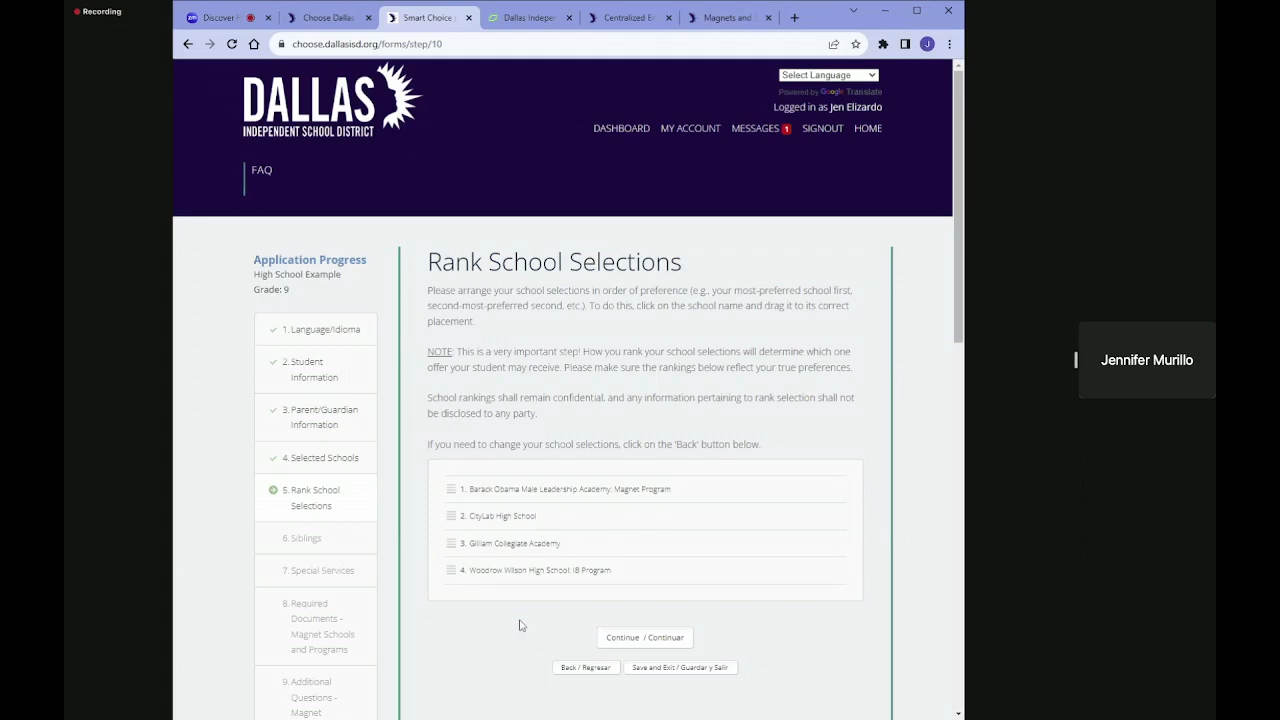 Recording
Discover
Choose Dallas
Smart Choice
Dallas Indepen
Centralized En
Magnets and
choose.dallasisd.org/forms/step/10
J
Select Language
Powered by Google Translate
Logged in as Jen Elizardo
DALLAS
INDEPENDENT SCHOOL DISTRICT
DASHBOARD MY ACCOUNT MESSAGES 1 SIGNOUT HOME
FAQ
Application Progress
High School Example
Grade: 9
1. Language/Idioma
2. Student
Information
3. Parent/Guardian
Information
4. Selected Schools
5. Rank School
Selections
6. Siblings
7. Special Services
8. Required
Documents -
Magnet Schools
and Programs
9. Additional
Questions -
Magnet
Rank School Selections
Please arrange your school selections in order of preference (e.g., your most-preferred school first,
second-most-preferred second, etc.). To do this, click on the school name and drag it to its correct
placement.
NOTE: This is a very important step! How you rank your school selections will determine which one
offer your student may receive. Please make sure the rankings below reflect your true preferences.
School rankings shall remain confidential, and any information pertaining to rank selection shall not
be disclosed to any party.
If you need to change your school selections, click on the 'Back' button below.
1. Barack Obama Male Leadership Academy: Magnet Program
2. CityLab High School
3. Gilliam Collegiate Academy
4. Woodrow Wilson High School: IB Program
Continue / Continuar
Back / Regresar
Save and Exit / Guardar y Salir
Jennifer Murillo